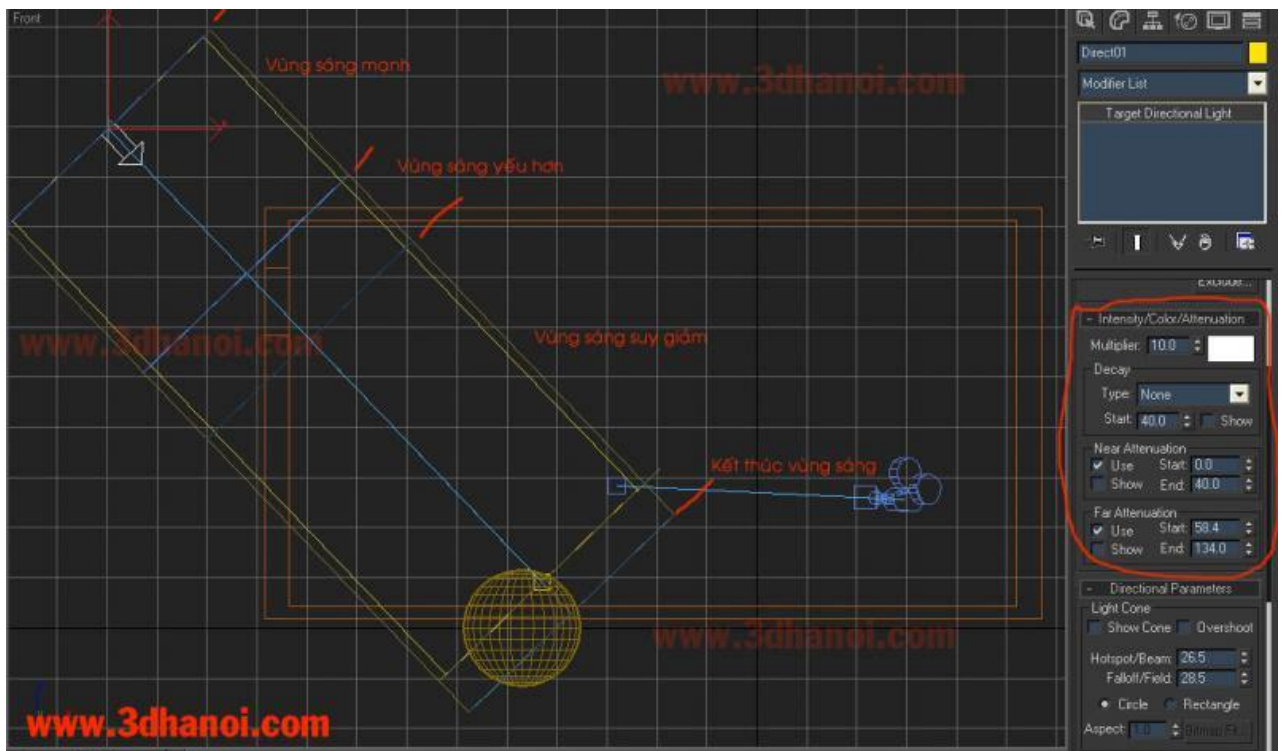 Front
Vùng sáng mạnh
www.3dhanoi.com
Vùng sáng yếu hơn
www.3dhanoi.com
Vùng sáng suy giảm
Kết thúc vùng sáng
www.3dhanoi.com
www.3dhanoi.com
Direct01
Modifier List
Target Directional Light
Exclude...
- Intensity/Color/Attenuation
Multiplier: 10.0
Decay
Type: None
Start: 40.0 Show
Near Attenuation
Use Start: 0.0
Show End: 40.0
Far Attenuation
Use Start: 58.4
Show End: 134.0
- Directional Parameters
Light Cone
Show Cone Overshoot
Hotspot/Beam: 26.5
Falloff/Field: 28.5
Circle Rectangle
Aspect: 1.0 Bitmap Fit...